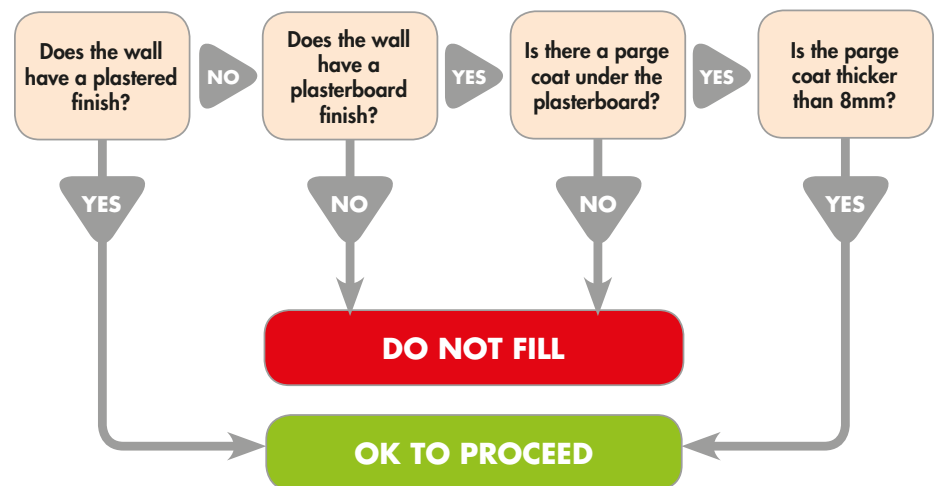 Does the wall
have a plastered
finish?
NO
Does the wall
have a
plasterboard
finish?
YES
Is there a parge
coat under the
plasterboard?
YES
Is the parge
coat thicker
than 8mm?
YES
NO
NO
YES
DO NOT FILL
OK TO PROCEED